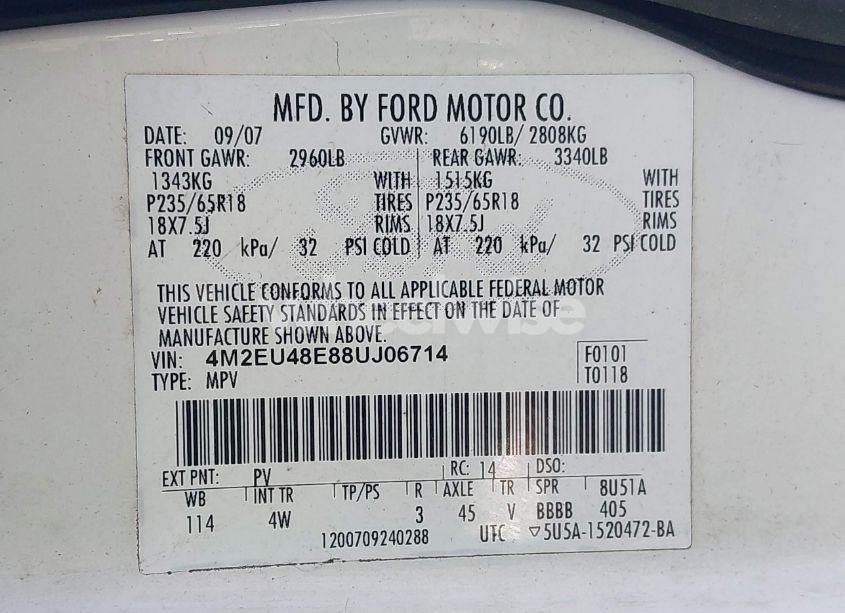 MFD. BY FORD MOTOR CO.
DATE: 09/07 GVWR: 6190LB/ 2808KG
FRONT GAWR: 2960LB REAR GAWR: 3340LB
1343KG WITH 1515KG WITH
P235/65R18 TIRES P235/65R18 TIRES
18X7.5J RIMS 18X7.5J RIMS
AT 220 kPa/ 32 PSI COLD AT 220 kPa/ 32 PSI COLD
THIS VEHICLE CONFORMS TO ALL APPLICABLE FEDERAL MOTOR
VEHICLE SAFETY STANDARDS IN EFFECT ON THE DATE OF
MANUFACTURE SHOWN ABOVE.
VIN: 4M2EU48E88UJ06714 F0101
TYPE: MPV T0118
EXT PNT: PV RC: 14 DSO:
WB INT TR TP/PS R AXLE TR SPR 8U51A
114 4W 3 45 V BBBB 405
1200709240288 UTC ▽5U5A-1520472-BA